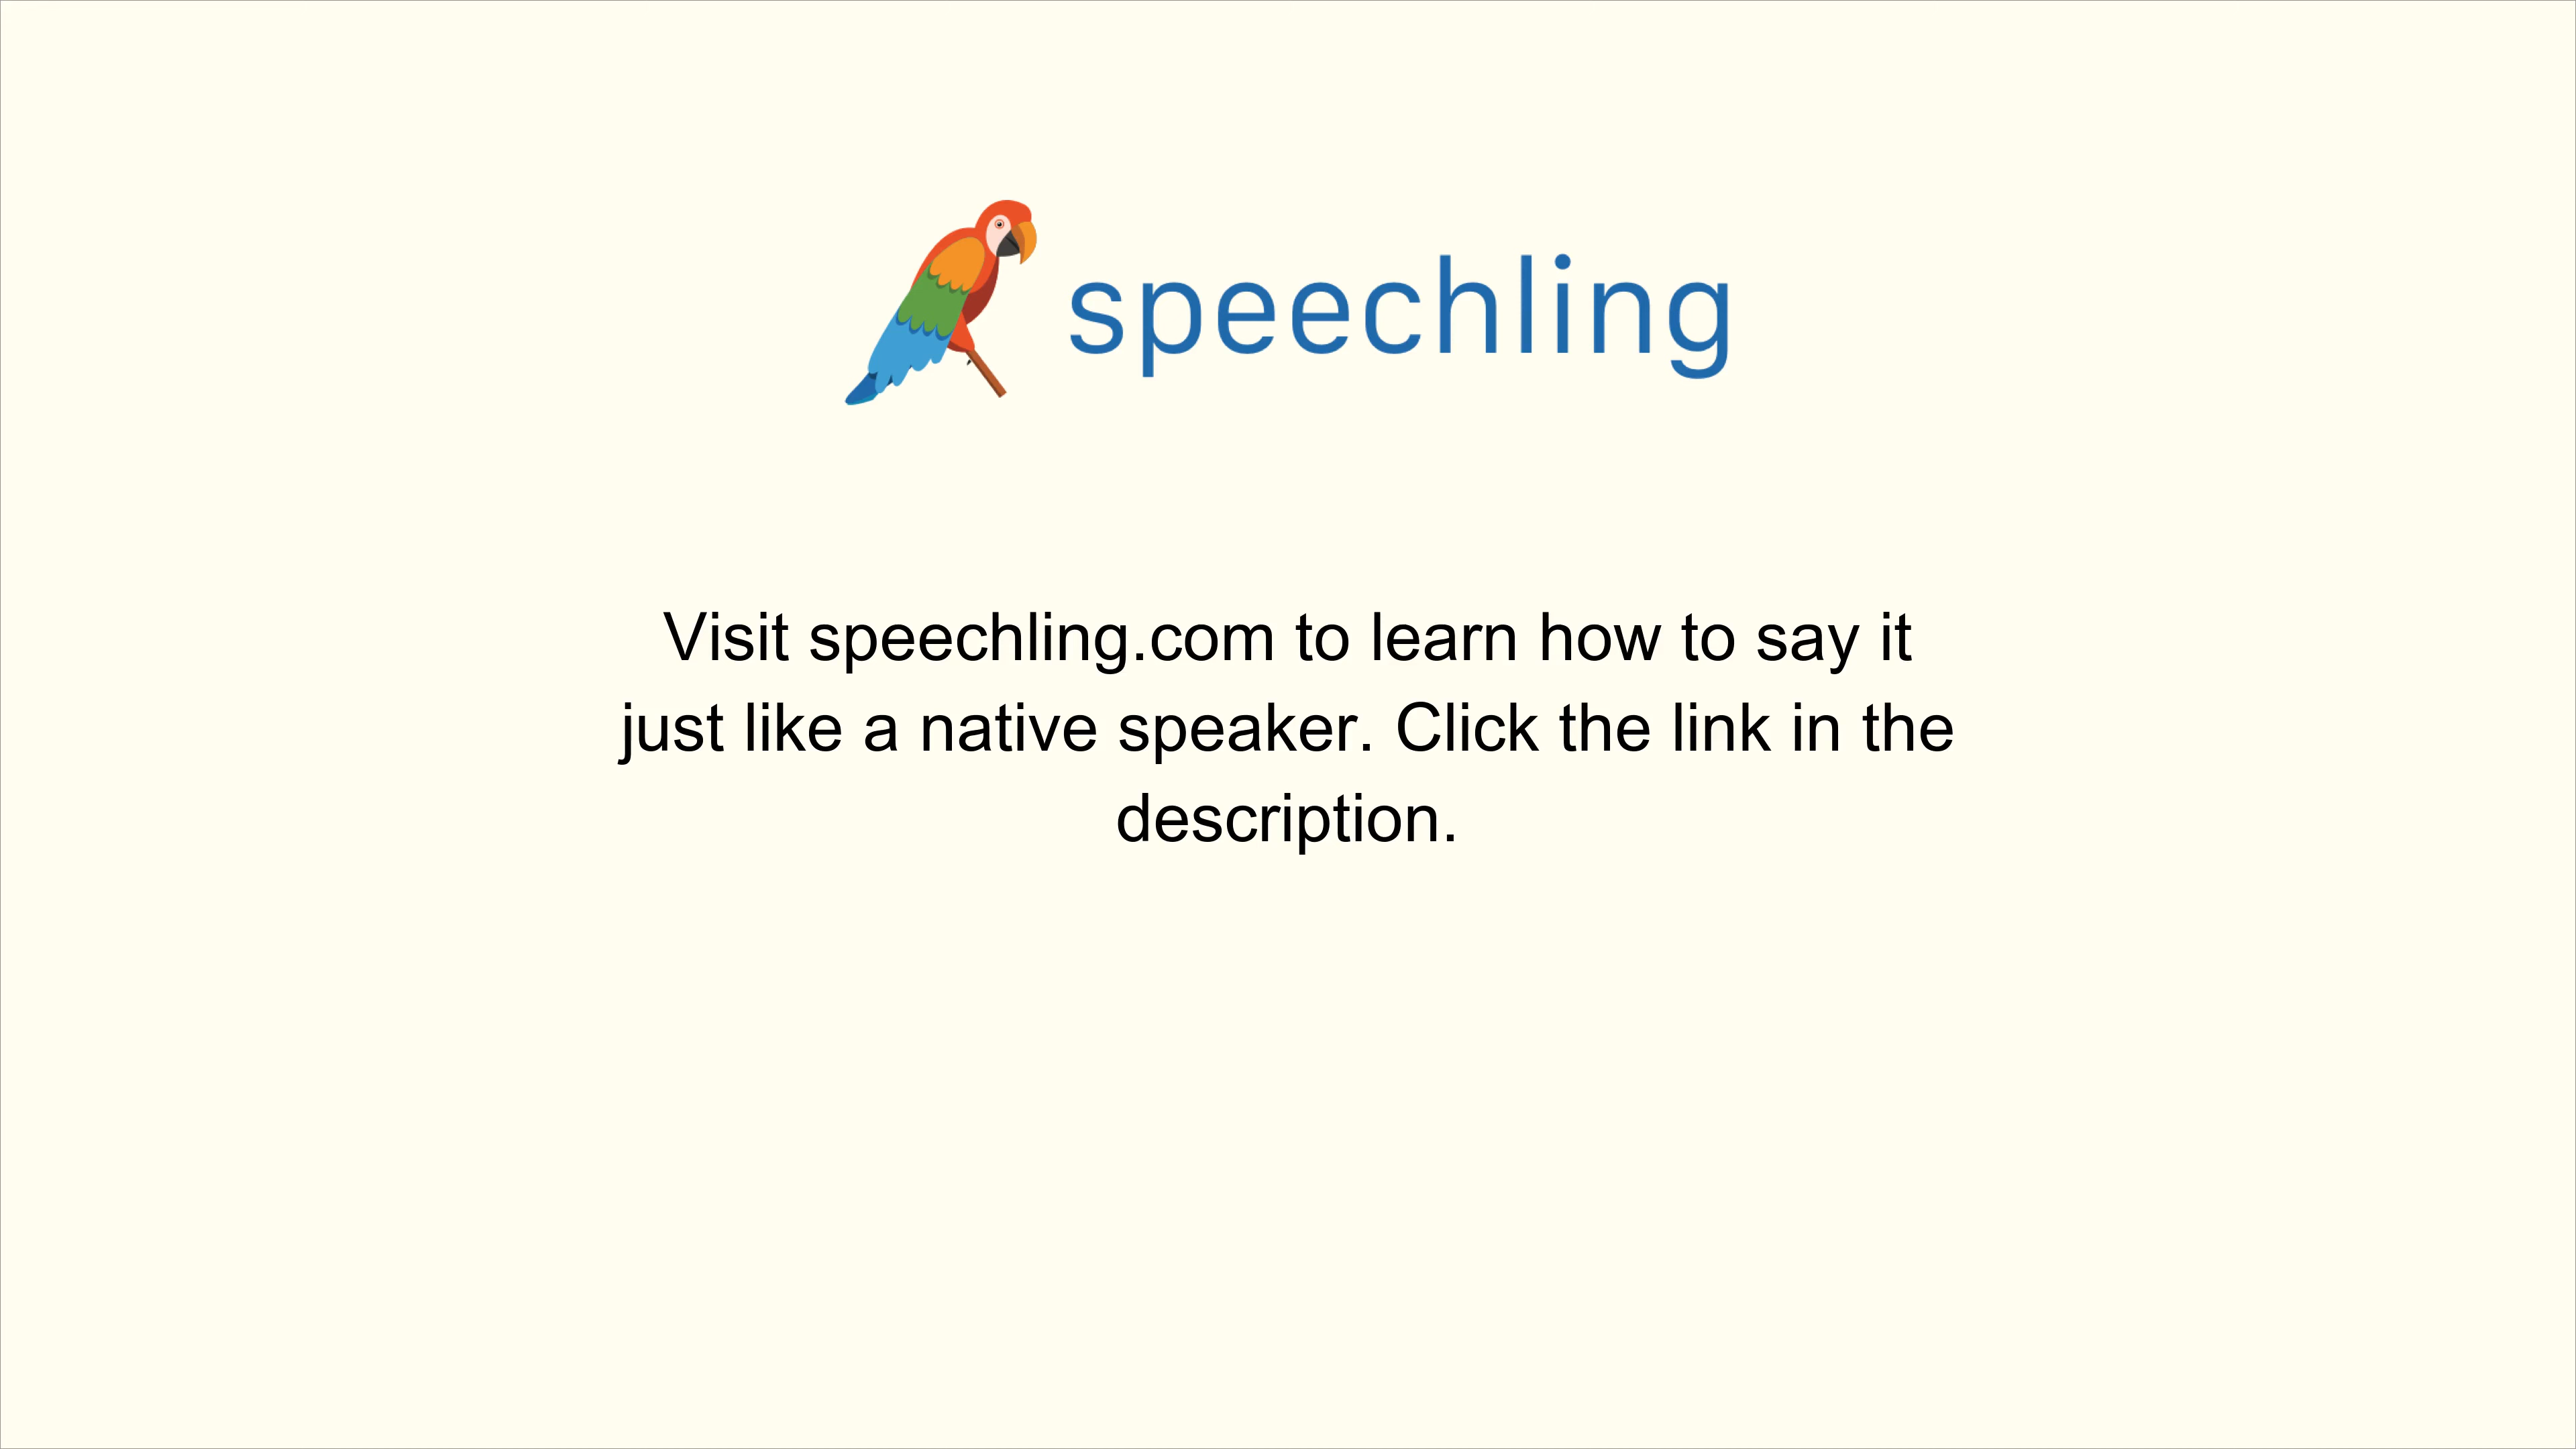 speechling
Visit speechling.com to learn how to say it
just like a native speaker. Click the link in the
description.